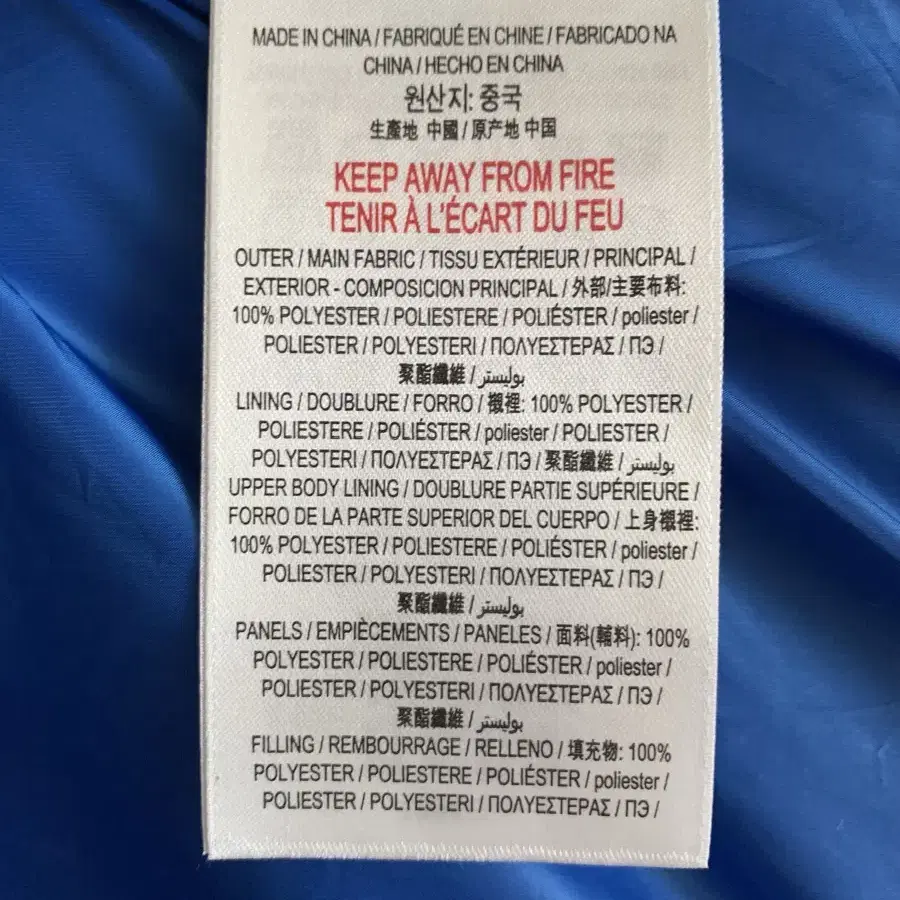 MADE IN CHINA / FABRIQUÉ EN CHINE / FABRICADO NA
CHINA / HECHO EN CHINA
원산지: 중국
生產地 中國 / 原产地 中国
KEEP AWAY FROM FIRE
TENIR À L'ÉCART DU FEU
OUTER / MAIN FABRIC / TISSU EXTÉRIEUR / PRINCIPAL /
EXTERIOR - COMPOSICION PRINCIPAL / 外部/主要布料:
100% POLYESTER / POLIESTERE / POLIÉSTER / poliester /
POLIESTER / POLYESTERI / ΠΟΛΥΕΣΤΕΡΑΣ / ПЭ /
聚酯纖維 / بوليستر
LINING / DOUBLURE / FORRO / 襯裡: 100% POLYESTER /
POLIESTERE / POLIÉSTER / poliester / POLIESTER /
POLYESTERI / ΠΟΛΥΕΣΤΕΡΑΣ / ПЭ / 聚酯纖維 / بوليستر
UPPER BODY LINING / DOUBLURE PARTIE SUPÉRIEURE /
FORRO DE LA PARTE SUPERIOR DEL CUERPO / 上身襯裡:
100% POLYESTER / POLIESTERE / POLIÉSTER / poliester /
POLIESTER / POLYESTERI / ΠΟΛΥΕΣΤΕΡΑΣ / ПЭ /
聚酯纖維 / بوليستر
PANELS / EMPIÈCEMENTS / PANELES / 面料(輔料): 100%
POLYESTER / POLIESTERE / POLIÉSTER / poliester /
POLIESTER / POLYESTERI / ΠΟΛΥΕΣΤΕΡΑΣ / ПЭ /
聚酯纖維 / بوليستر
FILLING / REMBOURRAGE / RELLENO / 填充物: 100%
POLYESTER / POLIESTERE / POLIÉSTER / poliester /
POLIESTER / POLYESTERI / ΠΟΛΥΕΣΤΕΡΑΣ / ПЭ /